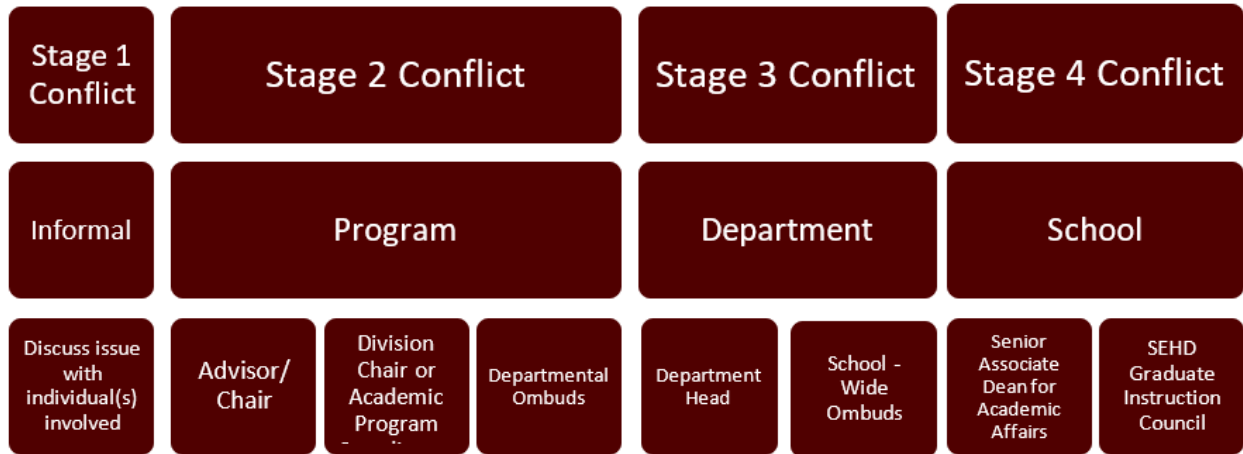 Stage 1
Conflict
Stage 2 Conflict
Stage 3 Conflict
Stage 4 Conflict
Informal
Program
Department
School
Discuss issue
with
individual(s)
involved
Advisor/
Chair
Division
Chair or
Academic
Program
Departmental
Ombuds
Department
Head
School -
Wide
Ombuds
Senior
Associate
Dean for
Academic
Affairs
SEHD
Graduate
Instruction
Council